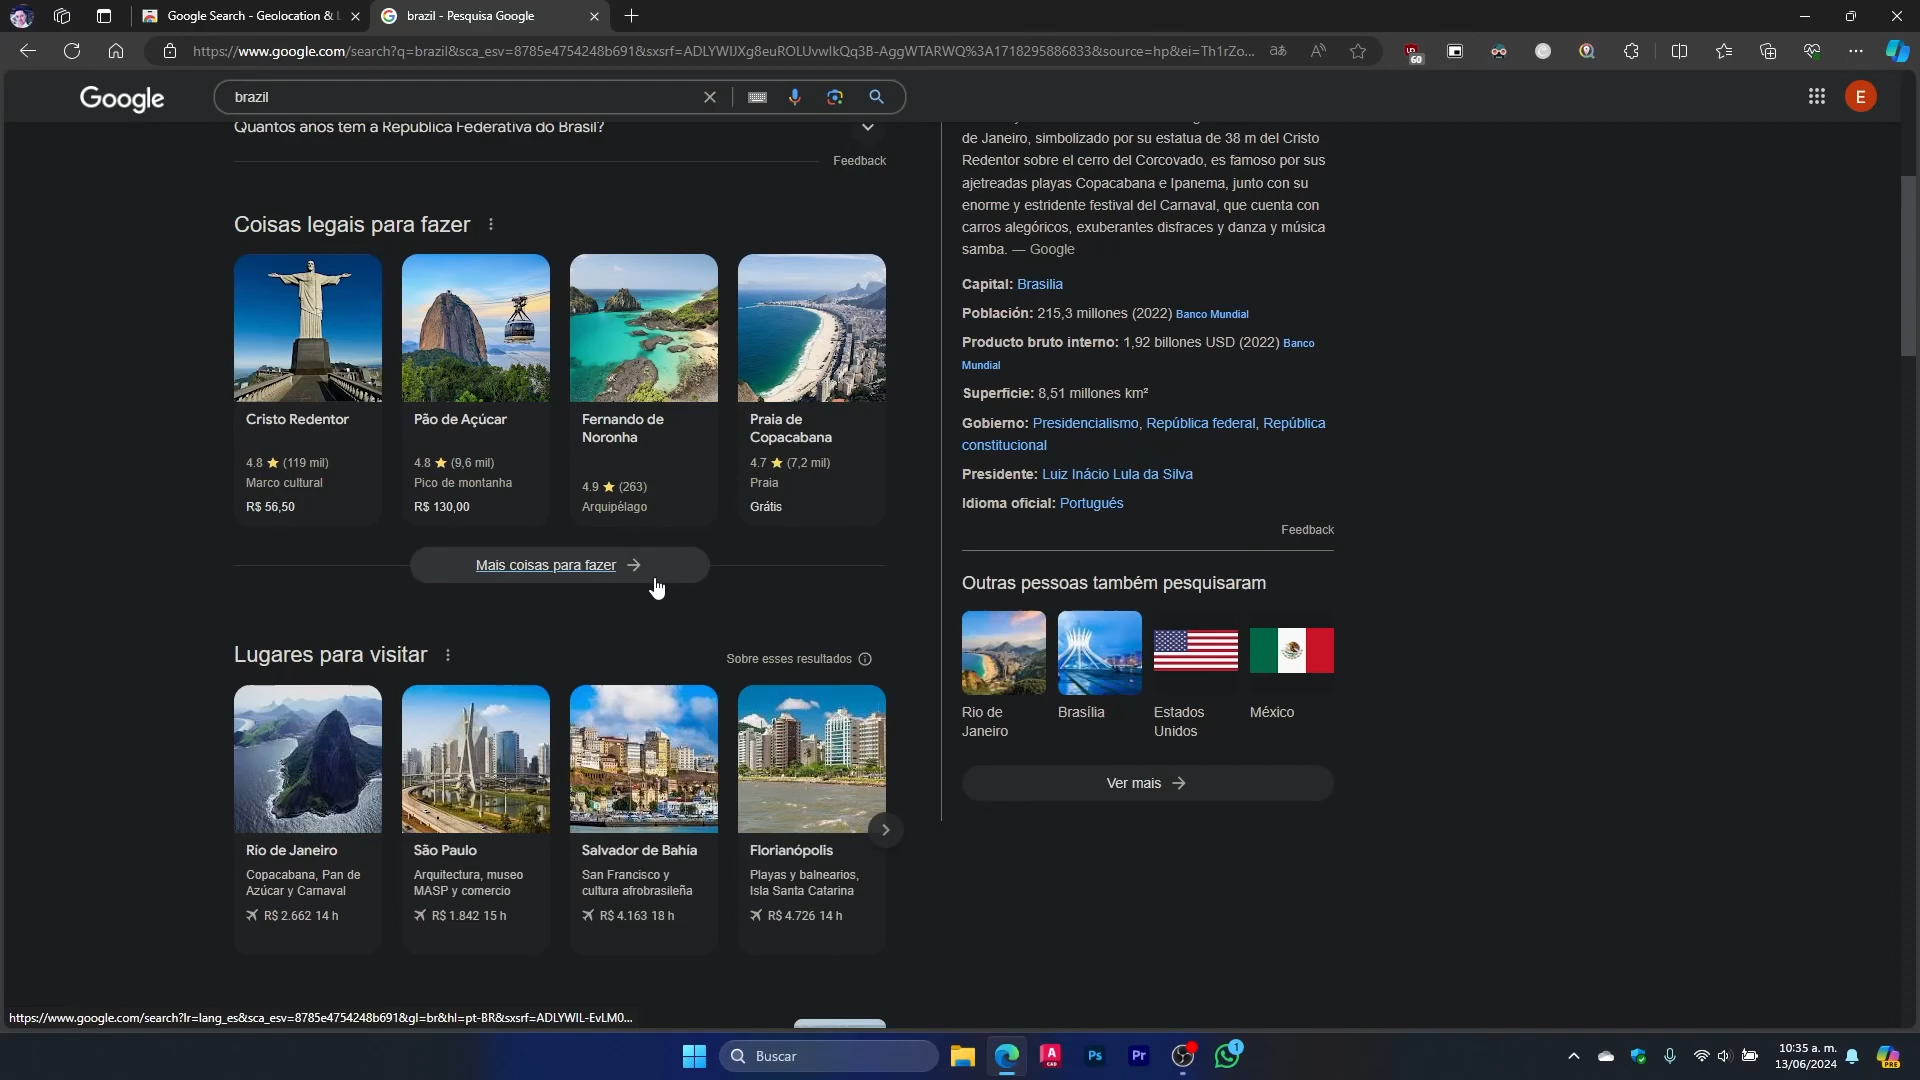 Google Search - Geolocation & L
brazil - Pesquisa Google
https://www.google.com/search?q=brazil&sca_esv=8785e4754248b691&sxsrf=ADLYWIJXg8euROLUvwIkQq3B-AggWTARWQ%3A1718295886833&source=hp&ei=Th1rZo...
60
Google
brazil
E
Quantos anos tem a República Federativa do Brasil?
Feedback
Coisas legais para fazer
Cristo Redentor
4.8 (119 mil)
Marco cultural
R$ 56,50
Pão de Açúcar
4.8 (9,6 mil)
Pico de montanha
R$ 130,00
Fernando de
Noronha
4.9 (263)
Arquipélago
Praia de
Copacabana
4.7 (7,2 mil)
Praia
Grátis
Mais coisas para fazer
Lugares para visitar
Sobre esses resultados
Río de Janeiro
Copacabana, Pan de
Azúcar y Carnaval
R$ 2.662 14 h
São Paulo
Arquitectura, museo
MASP y comercio
R$ 1.842 15 h
Salvador de Bahía
San Francisco y
cultura afrobrasileña
R$ 4.163 18 h
Florianópolis
Playas y balnearios,
Isla Santa Catarina
R$ 4.726 14 h
de Janeiro, simbolizado por su estatua de 38 m del Cristo
Redentor sobre el cerro del Corcovado, es famoso por sus
ajetreadas playas Copacabana e Ipanema, junto con su
enorme y estridente festival del Carnaval, que cuenta con
carros alegóricos, exuberantes disfraces y danza y música
samba. — Google
Capital: Brasilia
Población: 215,3 millones (2022) Banco Mundial
Producto bruto interno: 1,92 billones USD (2022) Banco
Mundial
Superficie: 8,51 millones km²
Gobierno: Presidencialismo, República federal, República
constitucional
Presidente: Luiz Inácio Lula da Silva
Idioma oficial: Portugués
Feedback
Outras pessoas também pesquisaram
Rio de
Janeiro
Brasília
Estados
Unidos
México
Ver mais
https://www.google.com/search?lr=lang_es&sca_esv=8785e4754248b691&gl=br&hl=pt-BR&sxsrf=ADLYWIL-EvLM0...
Buscar
Ps
Pr
1
10:35 a. m.
13/06/2024